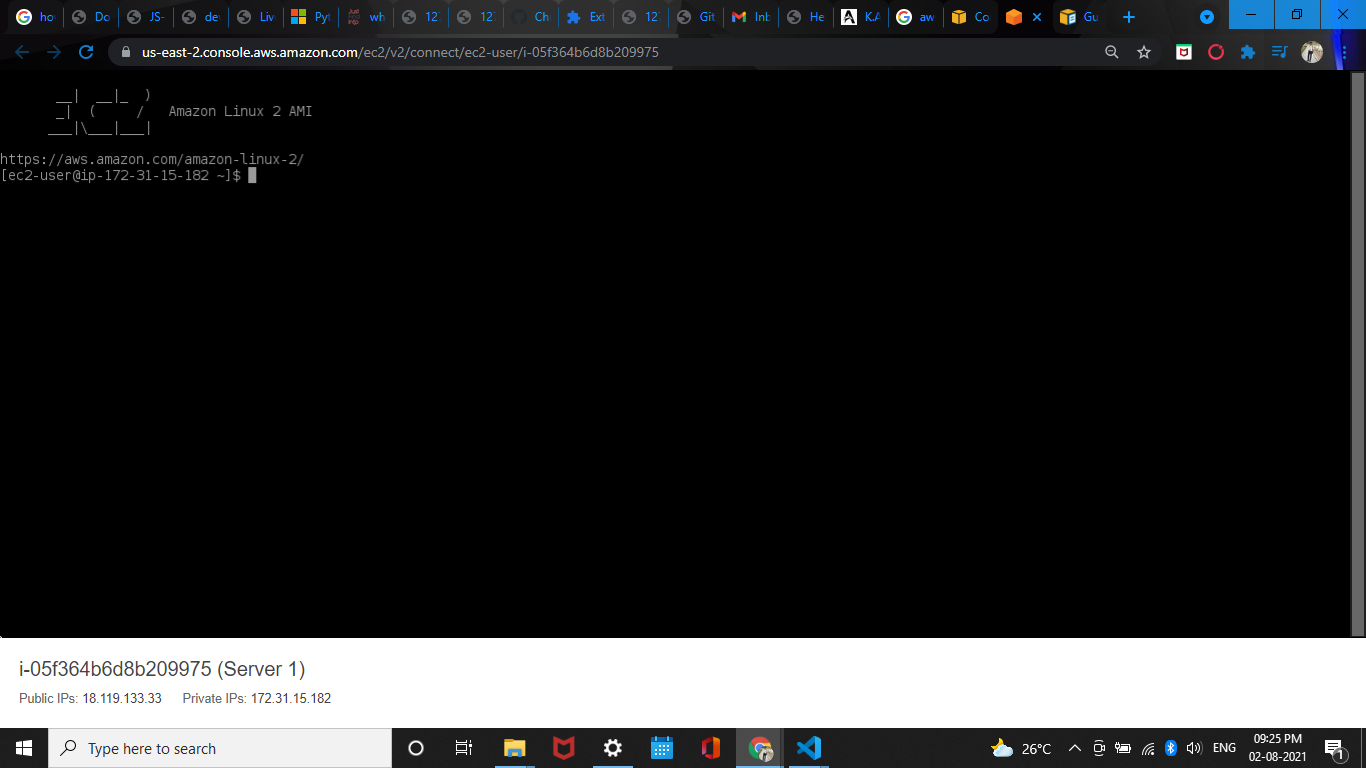 ho Do JS- dev Liv Pyt wh 12 12 Ch Ext 12 Git Inb He K.A aw Co Gu
us-east-2.console.aws.amazon.com/ec2/v2/connect/ec2-user/i-05f364b6d8b209975
__| __|_ )
_| ( / Amazon Linux 2 AMI
___|\___|___|
https://aws.amazon.com/amazon-linux-2/
[ec2-user@ip-172-31-15-182 ~]$
i-05f364b6d8b209975 (Server 1)
Public IPs: 18.119.133.33 Private IPs: 172.31.15.182
Type here to search
26°C ENG 09:25 PM
02-08-2021 1